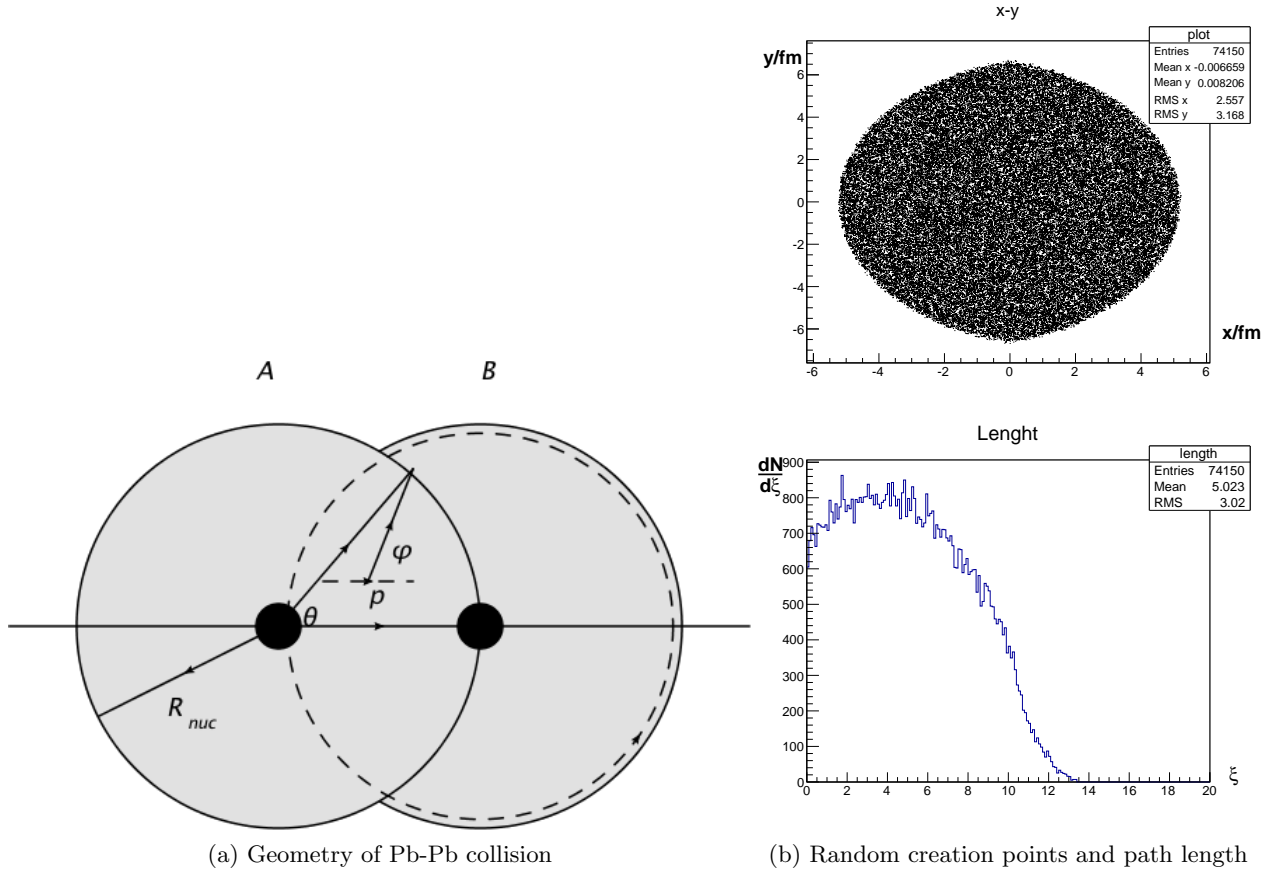 x-y
plot
Entries 74150
Mean x -0.006659
Mean y 0.008206
RMS x 2.557
RMS y 3.168
y/fm
6
4
2
0
-2
-4
-6
-6 -4 -2 0 2 4 6
x/fm
A B
φ
p
θ
R nuc
Lenght
length
Entries 74150
Mean 5.023
RMS 3.02
dN
dξ
900
800
700
600
500
400
300
200
100
0
0 2 4 6 8 10 12 14 16 18 20
ξ
(a) Geometry of Pb-Pb collision
(b) Random creation points and path length